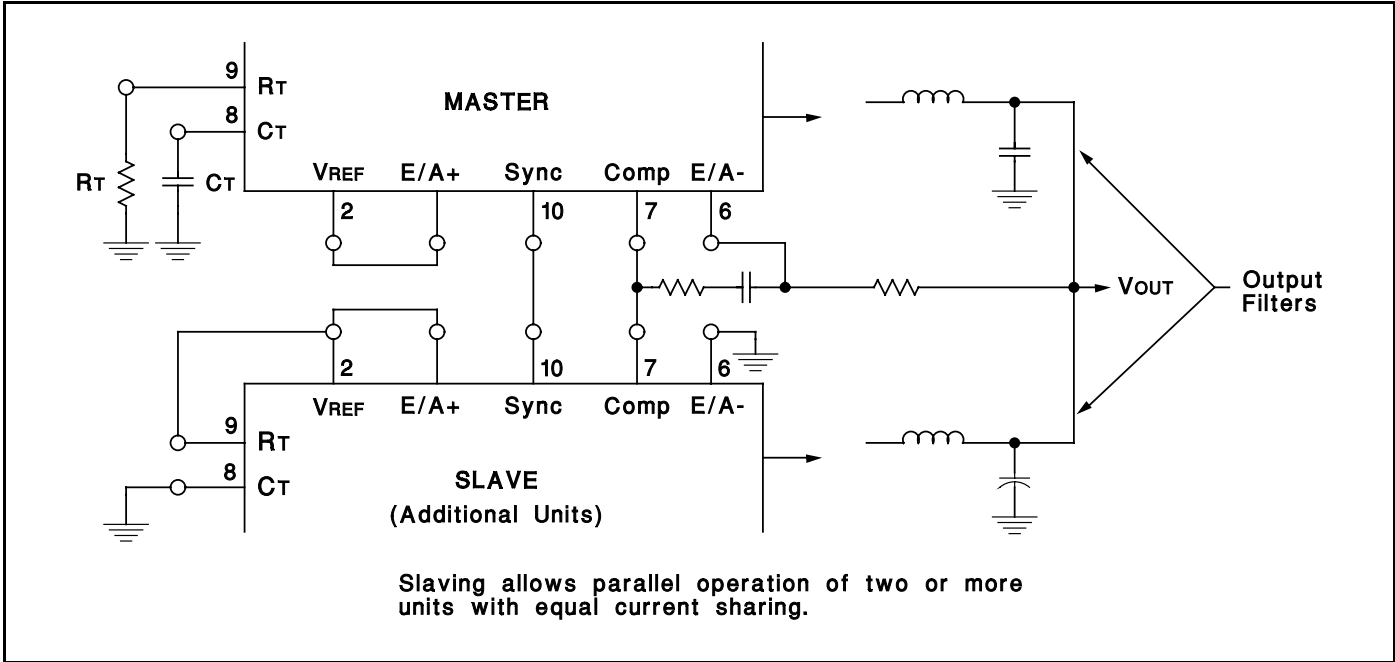 9
RT
MASTER
8
CT
VREF E/A+ Sync Comp E/A-
RT
CT
2
10
7
6
VOUT
Output
Filters
2
10
7
6
VREF E/A+ Sync Comp E/A-
9
RT
8
CT
SLAVE
(Additional Units)
Slaving allows parallel operation of two or more
units with equal current sharing.